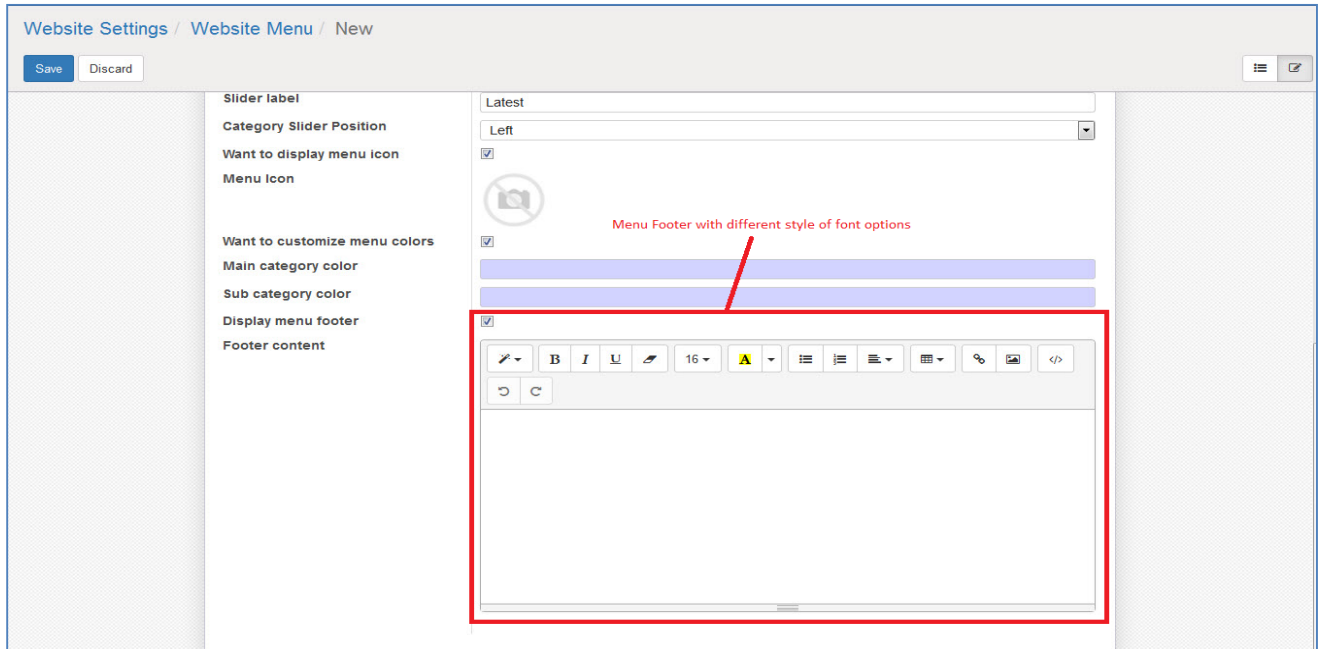 Website Settings / Website Menu / New
Save Discard
Slider label Latest
Category Slider Position Left
Want to display menu icon
Menu Icon
Menu Footer with different style of font options
Want to customize menu colors
Main category color
Sub category color
Display menu footer
Footer content
B I U 16 A </>